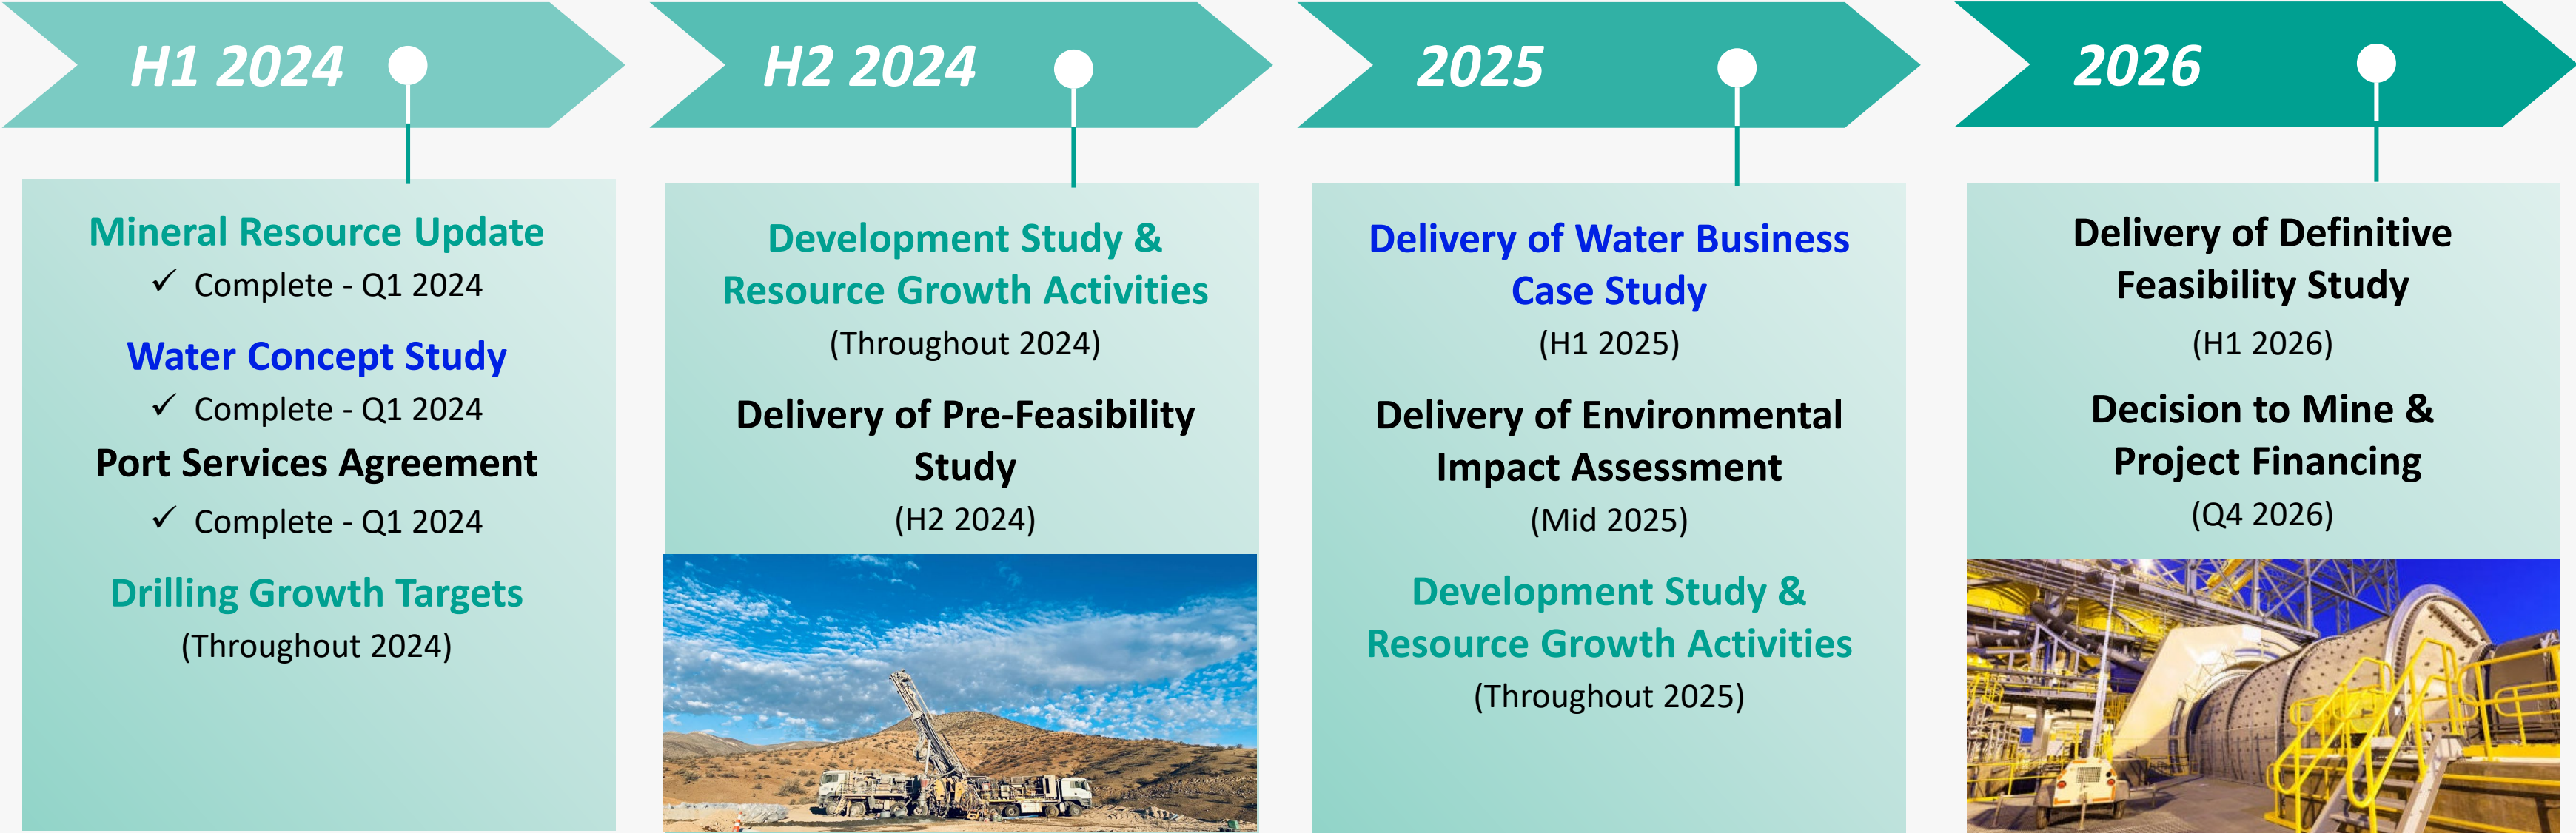 H1 2024
Mineral Resource Update
✓ Complete - Q1 2024
Water Concept Study
✓ Complete - Q1 2024
Port Services Agreement
✓ Complete - Q1 2024
Drilling Growth Targets
(Throughout 2024)
H2 2024
Development Study &
Resource Growth Activities
(Throughout 2024)
Delivery of Pre-Feasibility
Study
(H2 2024)
2025
Delivery of Water Business
Case Study
(H1 2025)
Delivery of Environmental
Impact Assessment
(Mid 2025)
Development Study &
Resource Growth Activities
(Throughout 2025)
2026
Delivery of Definitive
Feasibility Study
(H1 2026)
Decision to Mine &
Project Financing
(Q4 2026)